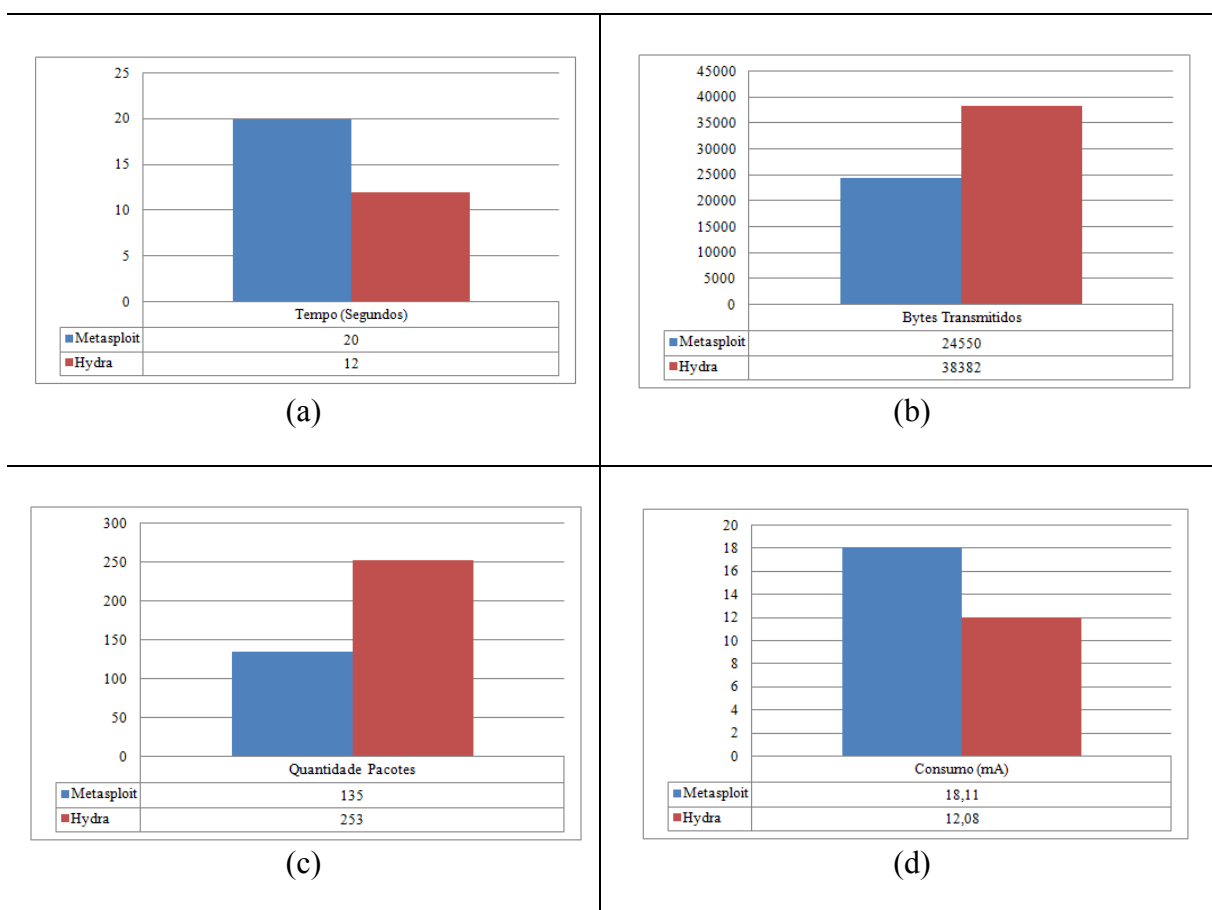 25
20
15
10
5
0
Tempo (Segundos)
Metasploit 20
Hydra 12
(a)
45000
40000
35000
30000
25000
20000
15000
10000
5000
0
Bytes Transmitidos
Metasploit 24550
Hydra 38382
(b)
300
250
200
150
100
50
0
Quantidade Pacotes
Metasploit 135
Hydra 253
(c)
20
18
16
14
12
10
8
6
4
2
0
Consumo (mA)
Metasploit 18,11
Hydra 12,08
(d)